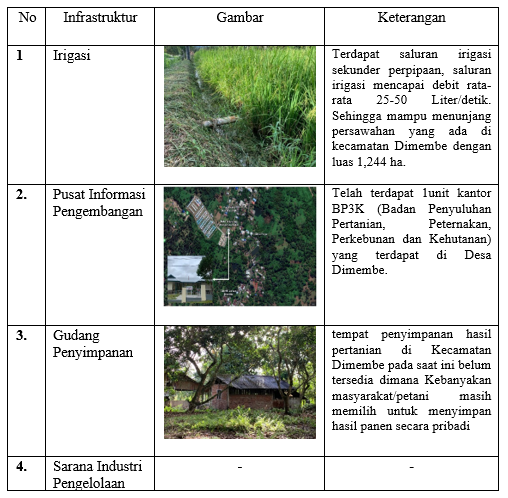 No Infrastruktur Gambar Keterangan
1 Irigasi
Terdapat saluran irigasi
sekunder perpipaan, saluran
irigasi mencapai debit rata-
rata 25-50 Liter/detik.
Sehingga mampu menunjang
persawahan yang ada di
kecamatan Dimembe dengan
luas 1,244 ha.
2. Pusat Informasi
Pengembangan
Telah terdapat 1unit kantor
BP3K (Badan Penyuluhan
Pertanian, Peternakan,
Perkebunan dan Kehutanan)
yang terdapat di Desa
Dimembe.
3. Gudang
Penyimpanan
tempat penyimpanan hasil
pertanian di Kecamatan
Dimembe pada saat ini belum
tersedia dimana Kebanyakan
masyarakat/petani masih
memilih untuk menyimpan
hasil panen secara pribadi
4. Sarana Industri
Pengelolaan
- -